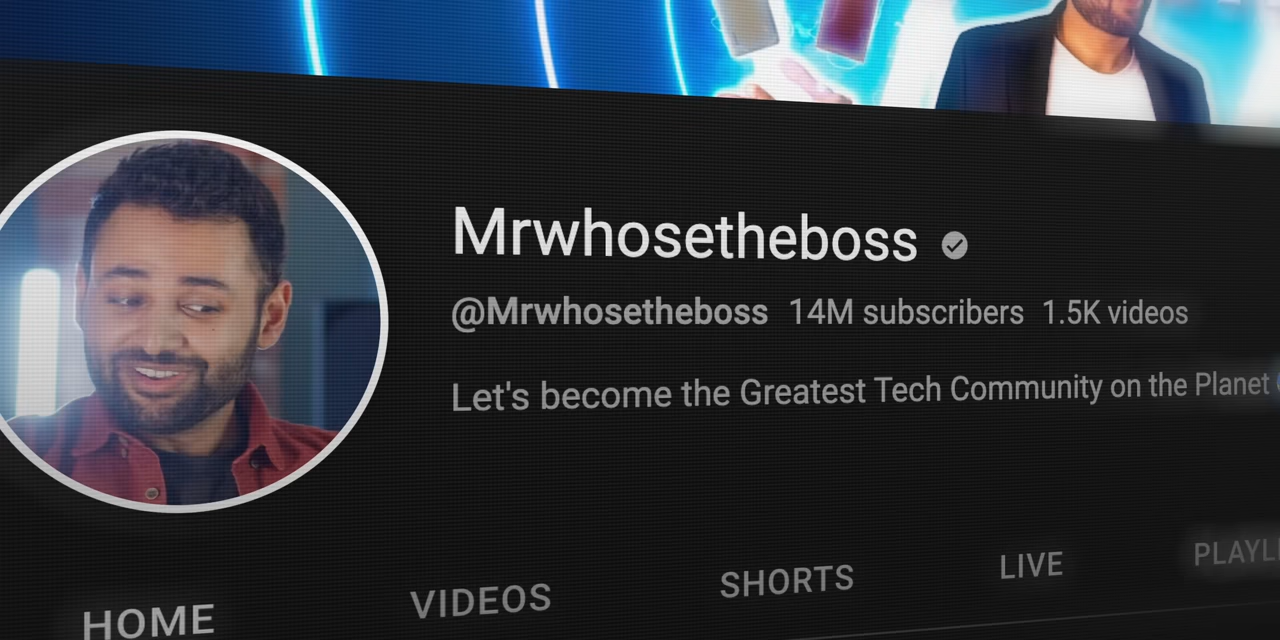 Mrwhosetheboss
@Mrwhosetheboss 14M subscribers 1.5K videos
Let's become the Greatest Tech Community on the Planet
HOME VIDEOS SHORTS LIVE